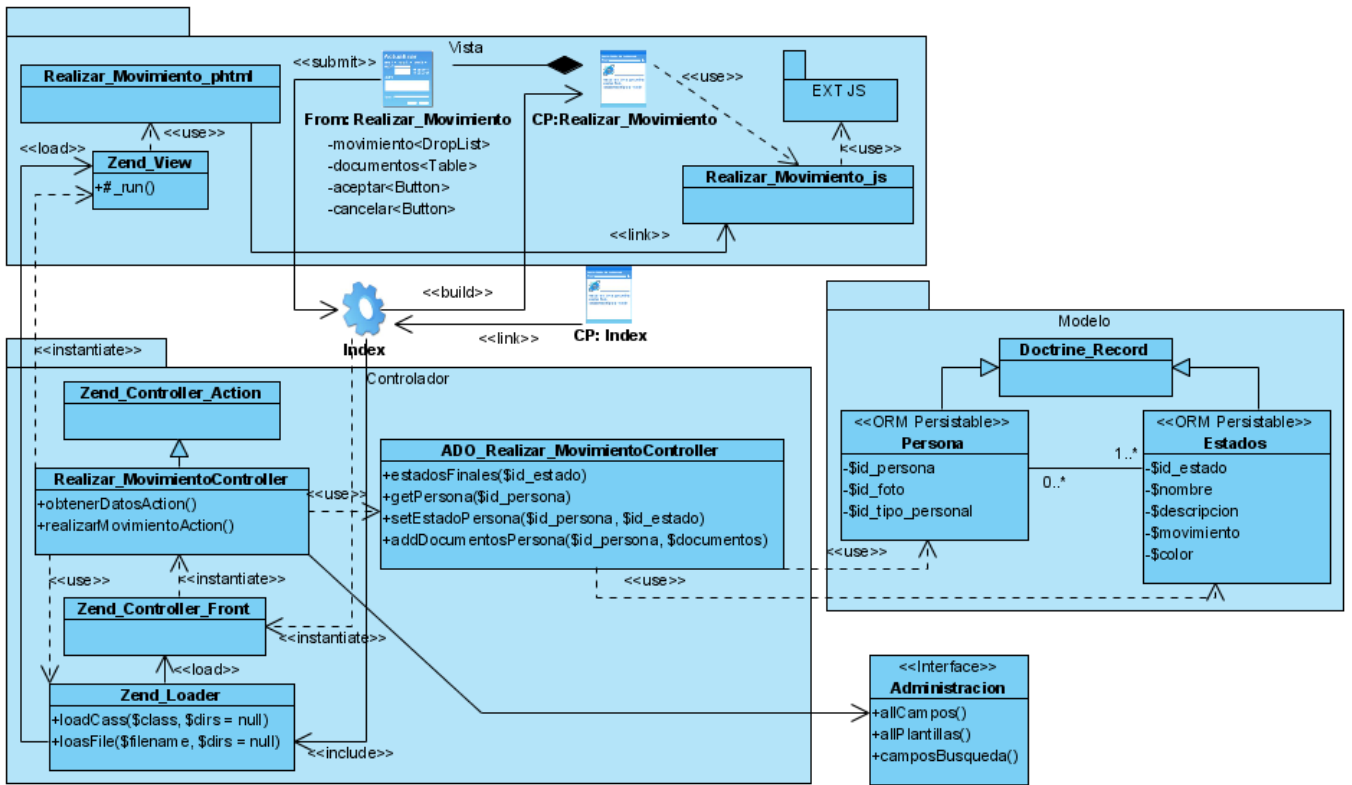 Vista
Realizar_Movimiento_phtml
<<use>>
<<load>>
Zend_View
+#_run()
<<submit>>
From: Realizar_Movimiento
-movimiento<DropList>
-documentos<Table>
-aceptar<Button>
-cancelar<Button>
CP:Realizar_Movimiento
<<use>>
EXT JS
<<use>>
Realizar_Movimiento_js
<<link>>
<<build>>
Index
<<link>>
CP: Index
<<instantiate>>
Controlador
Zend_Controller_Action
Realizar_MovimientoController
+obtenerDatosAction()
+realizarMovimientoAction()
<<use>>
ADO_Realizar_MovimientoController
+estadosFinales($id_estado)
+getPersona($id_persona)
+setEstadoPersona($id_persona, $id_estado)
+addDocumentosPersona($id_persona, $documentos)
<<use>>
<<instantiate>>
Zend_Controller_Front
<<instantiate>>
<<load>>
Zend_Loader
+loadCass($class, $dirs = null)
+loasFile($filename, $dirs = null)
<<include>>
Modelo
Doctrine_Record
<<ORM Persistable>>
Persona
-$id_persona
-$id_foto
-$id_tipo_personal
1..*
0..*
<<ORM Persistable>>
Estados
-$id_estado
-$nombre
-$descripcion
-$movimiento
-$color
<<use>>
<<use>>
<<Interface>>
Administracion
+allCampos()
+allPlantillas()
+camposBusqueda()